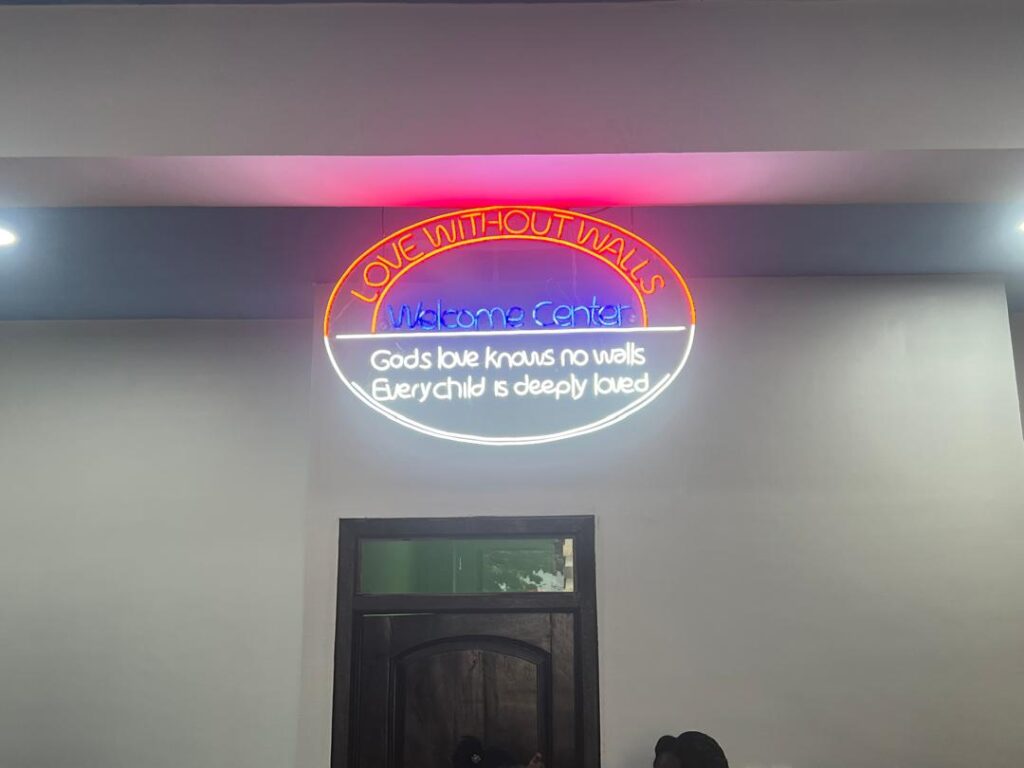 LOVE WITHOUT WALLS
Welcome Center
Gods love knows no walls
Every child is deeply loved